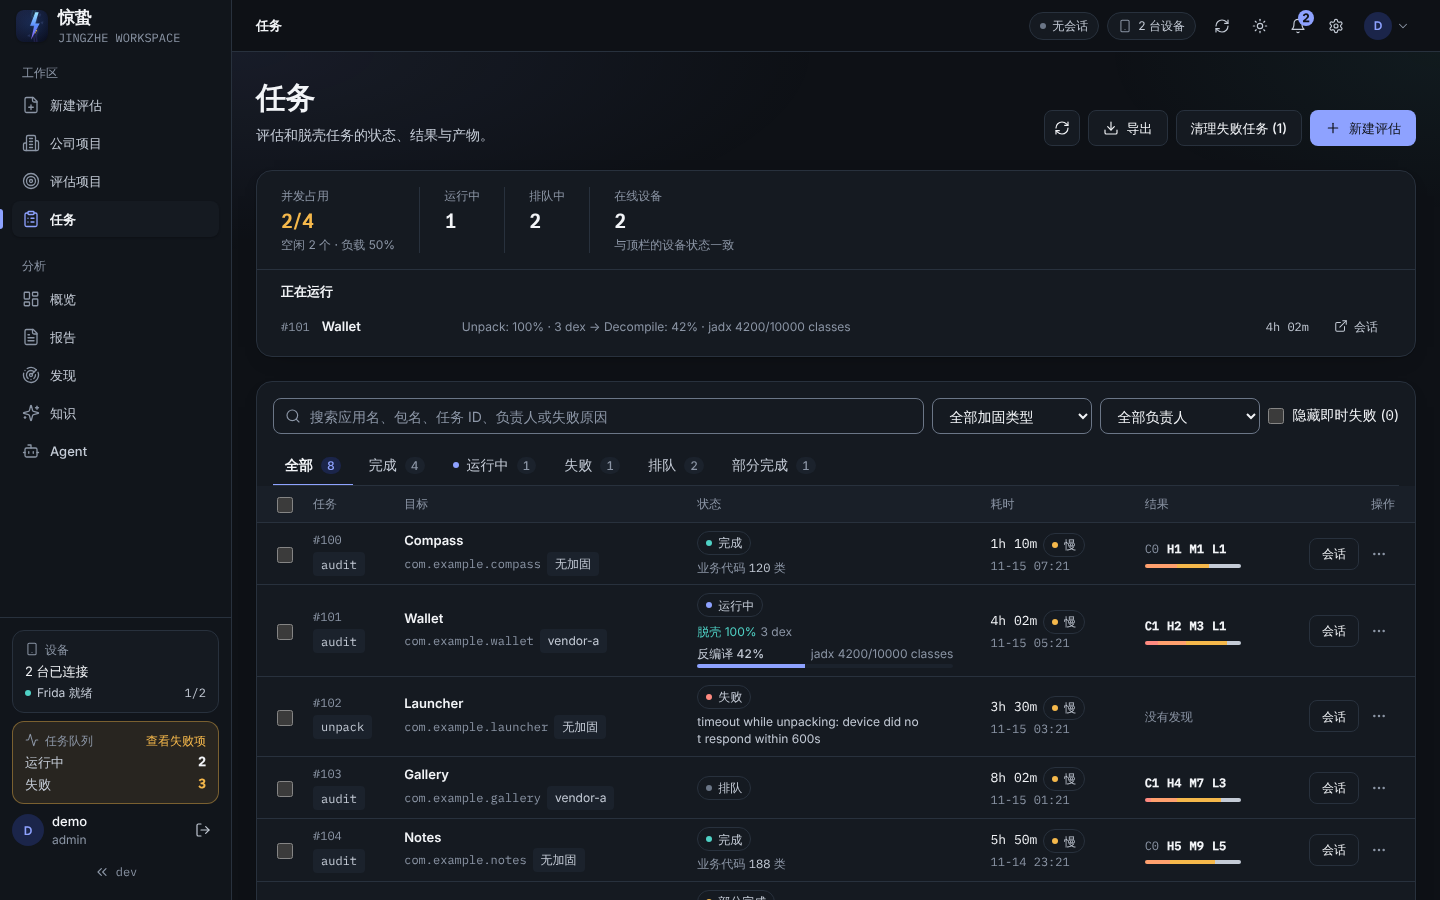 惊蛰
JINGZHE WORKSPACE
工作区
新建评估
公司项目
评估项目
任务
分析
概览
报告
发现
知识
Agent
设备
2 台已连接
Frida 就绪 1/2
任务队列 查看失败项
运行中 2
失败 3
D demo
admin
dev
任务
无会话 2 台设备 2 D
任务
评估和脱壳任务的状态、结果与产物。
导出 清理失败任务 (1) 新建评估
并发占用 运行中 排队中 在线设备
2/4 1 2 2
空闲 2 个 · 负载 50% 与顶栏的设备状态一致
正在运行
#101 Wallet Unpack: 100% · 3 dex → Decompile: 42% · jadx 4200/10000 classes 4h 02m 会话
搜索应用名、包名、任务 ID、负责人或失败原因 全部加固类型 全部负责人 隐藏即时失败 (0)
全部 8 完成 4 运行中 1 失败 1 排队 2 部分完成 1
任务 目标 状态 耗时 结果 操作
#100 Compass 完成 1h 10m 慢 C0 H1 M1 L1 会话
audit com.example.compass 无加固 业务代码 120 类 11-15 07:21
#101 Wallet 运行中 4h 02m 慢 C1 H2 M3 L1 会话
audit com.example.wallet vendor-a 脱壳 100% 3 dex 11-15 05:21
反编译 42% jadx 4200/10000 classes
#102 Launcher 失败 3h 30m 慢 没有发现 会话
unpack com.example.launcher 无加固 timeout while unpacking: device did no 11-15 03:21
t respond within 600s
#103 Gallery 排队 8h 02m 慢 C1 H4 M7 L3 会话
audit com.example.gallery vendor-a 11-15 01:21
#104 Notes 完成 5h 50m 慢 C0 H5 M9 L5 会话
audit com.example.notes 无加固 业务代码 188 类 11-14 23:21
部分完成